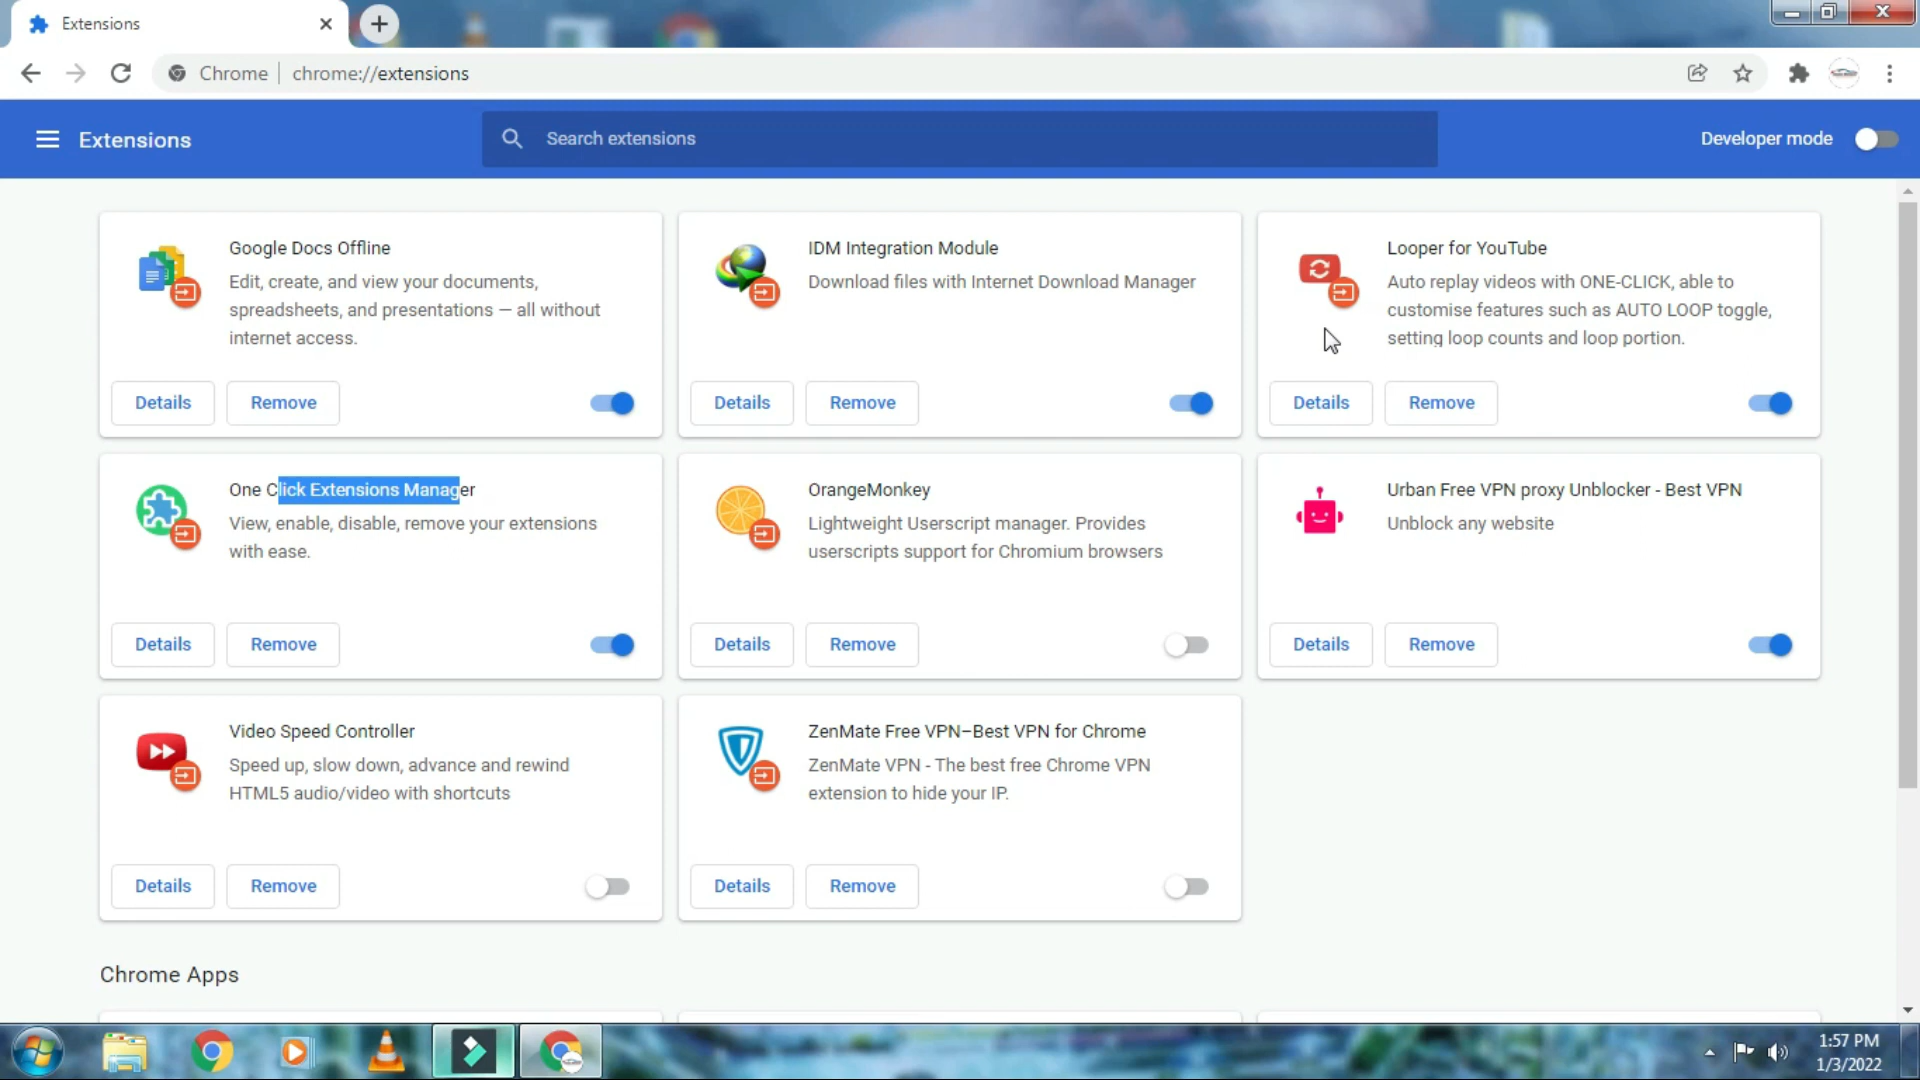 Extensions
Chrome
chrome://extensions
Extensions
Search extensions
Developer mode
Google Docs Offline
Edit, create, and view your documents,
spreadsheets, and presentations — all without
internet access.
Details
Remove
IDM Integration Module
Download files with Internet Download Manager
Details
Remove
Looper for YouTube
Auto replay videos with ONE-CLICK, able to
customise features such as AUTO LOOP toggle,
setting loop counts and loop portion.
Details
Remove
One Click Extensions Manager
View, enable, disable, remove your extensions
with ease.
Details
Remove
OrangeMonkey
Lightweight Userscript manager. Provides
userscripts support for Chromium browsers
Details
Remove
Urban Free VPN proxy Unblocker - Best VPN
Unblock any website
Details
Remove
Video Speed Controller
Speed up, slow down, advance and rewind
HTML5 audio/video with shortcuts
Details
Remove
ZenMate Free VPN–Best VPN for Chrome
ZenMate VPN - The best free Chrome VPN
extension to hide your IP.
Details
Remove
Chrome Apps
1:57 PM
1/3/2022